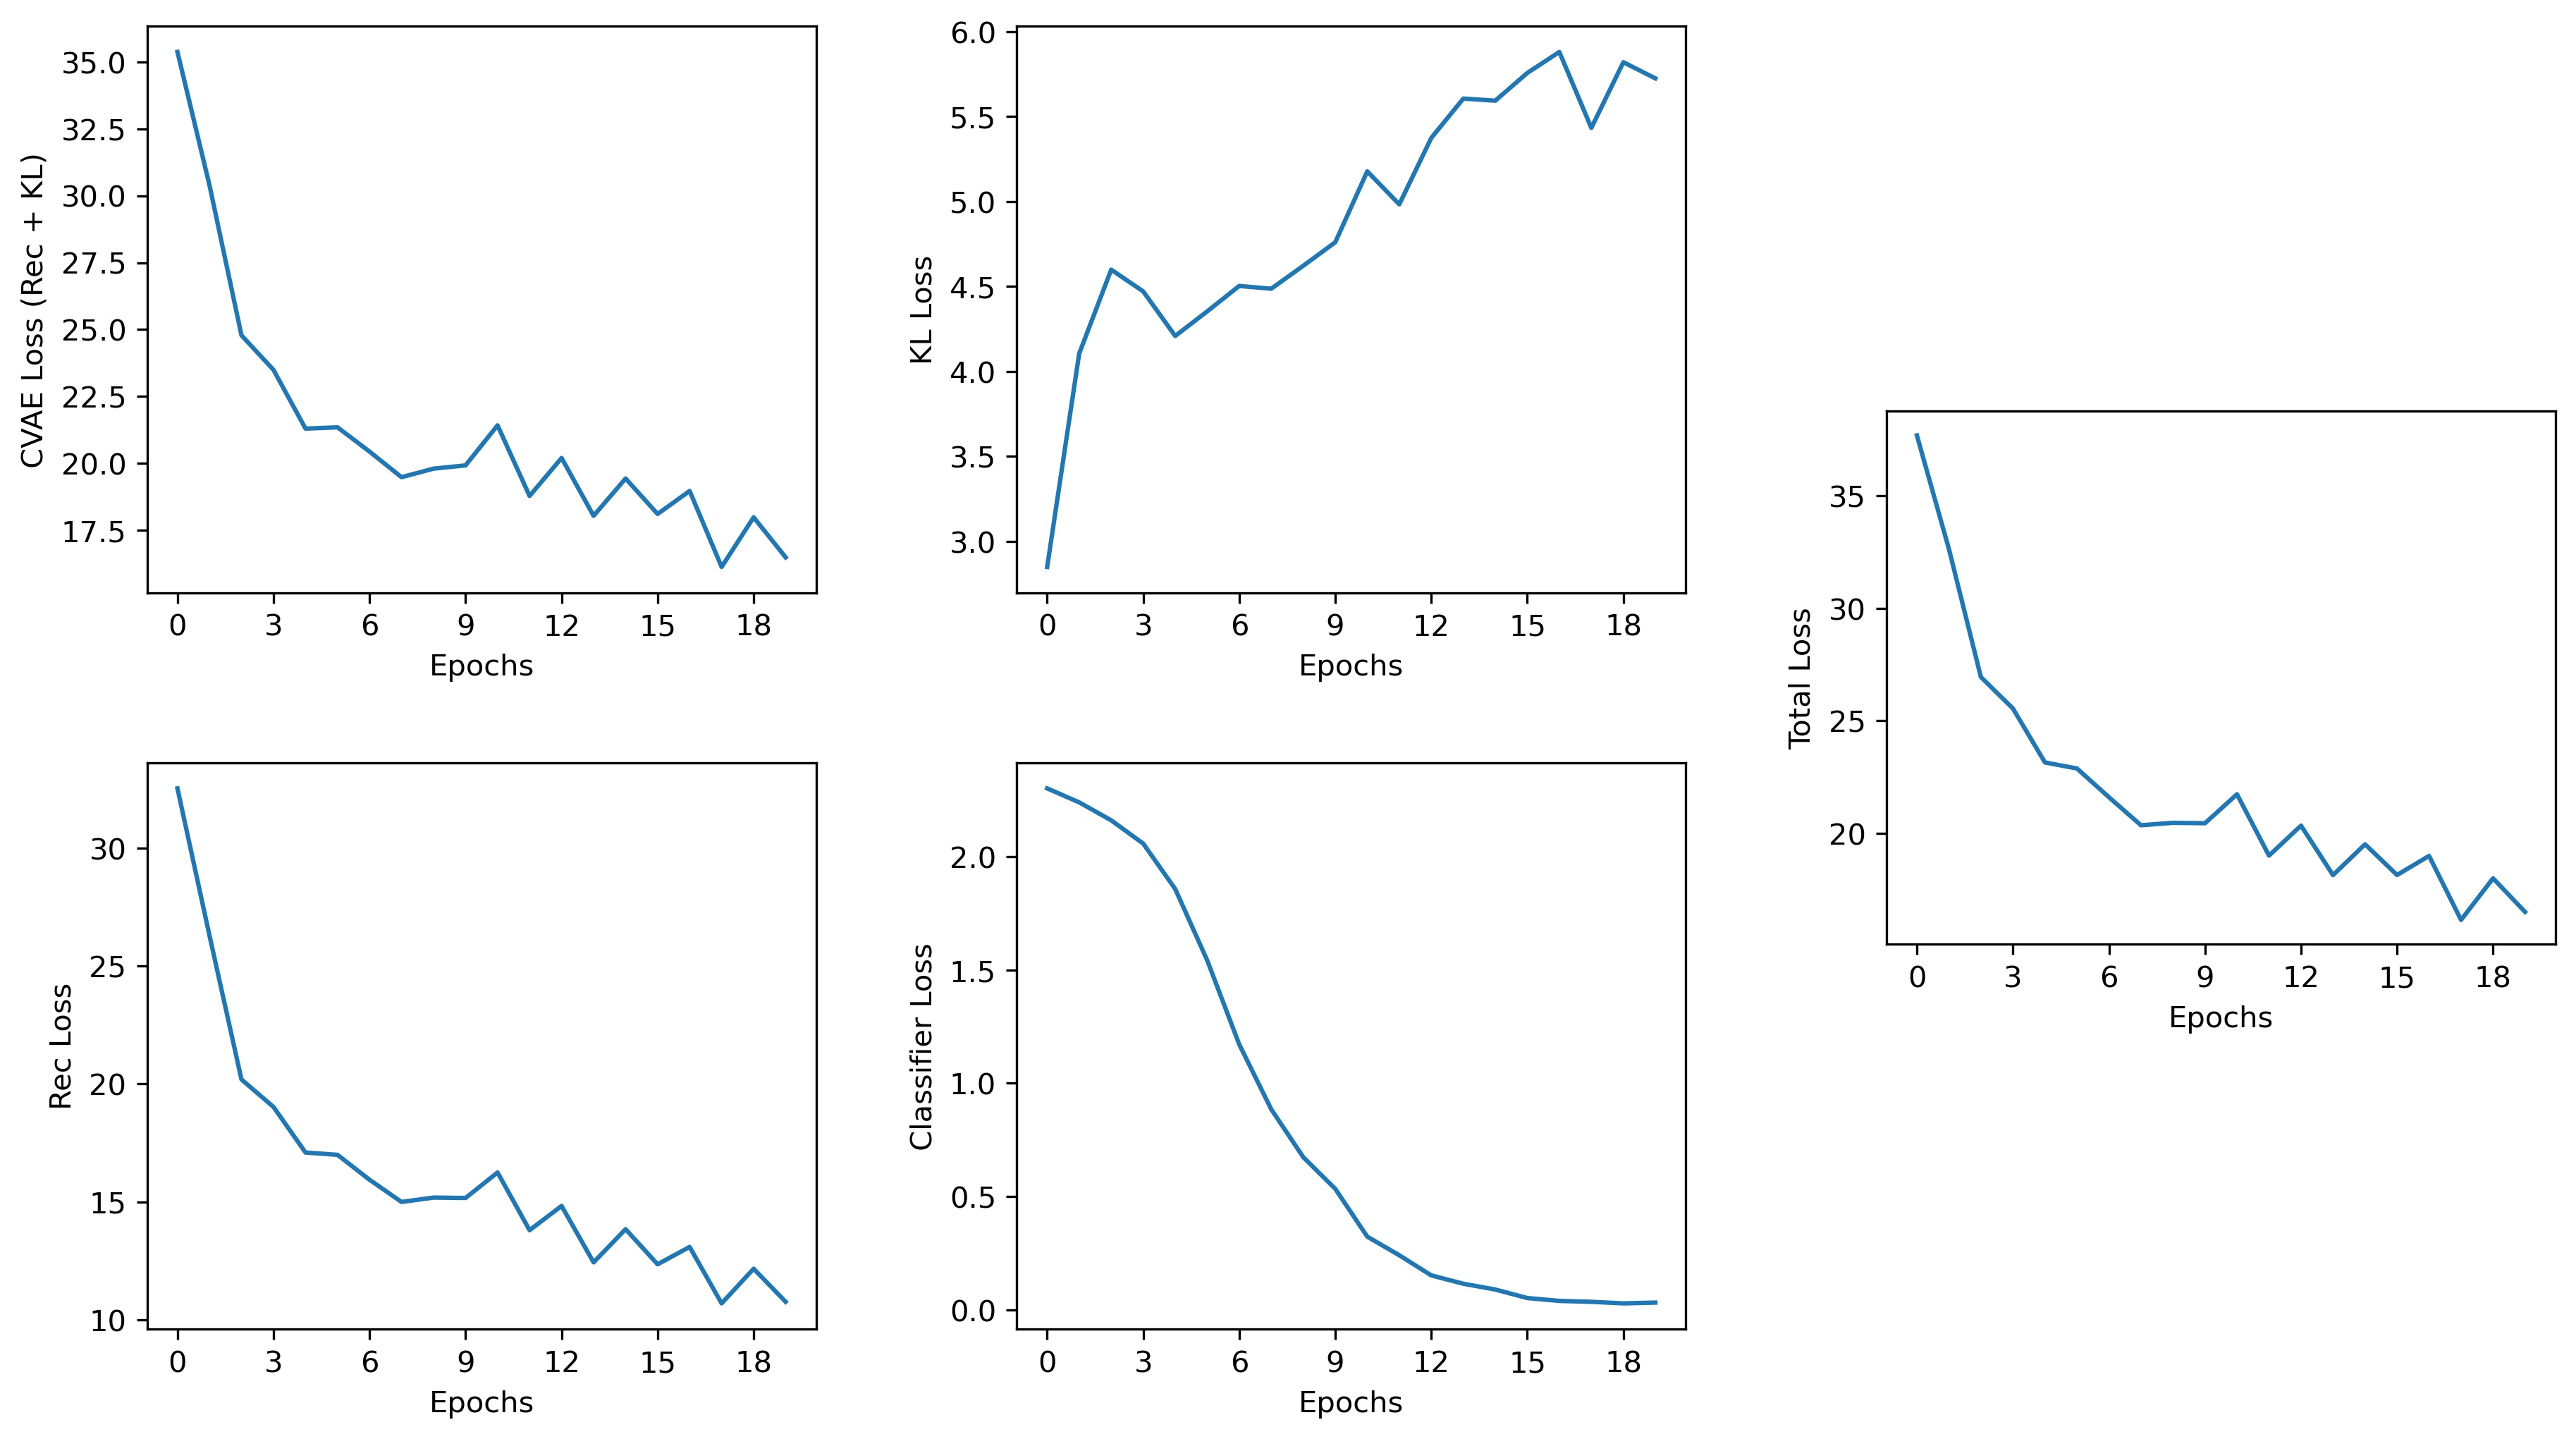 CVAE Loss (Rec + KL)
35.0
32.5
30.0
27.5
25.0
22.5
20.0
17.5
0 3 6 9 12 15 18
Epochs
KL Loss
6.0
5.5
5.0
4.5
4.0
3.5
3.0
0 3 6 9 12 15 18
Epochs
Rec Loss
30
25
20
15
10
0 3 6 9 12 15 18
Epochs
Classifier Loss
2.0
1.5
1.0
0.5
0.0
0 3 6 9 12 15 18
Epochs
Total Loss
35
30
25
20
0 3 6 9 12 15 18
Epochs